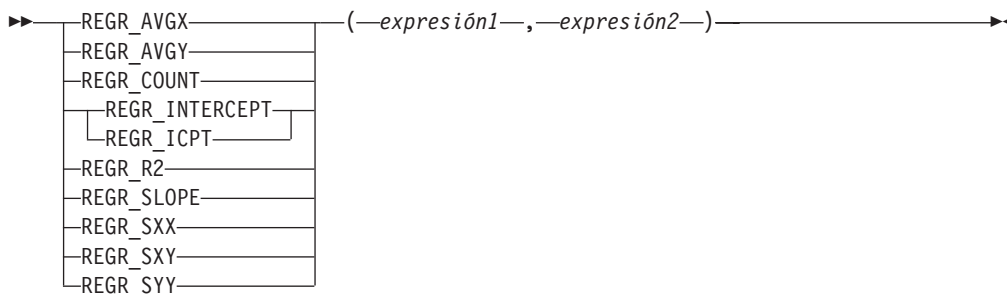 REGR_AVGX ( expresión1 , expresión2 )
REGR_AVGY
REGR_COUNT
REGR_INTERCEPT
REGR_ICPT
REGR_R2
REGR_SLOPE
REGR_SXX
REGR_SXY
REGR_SYY